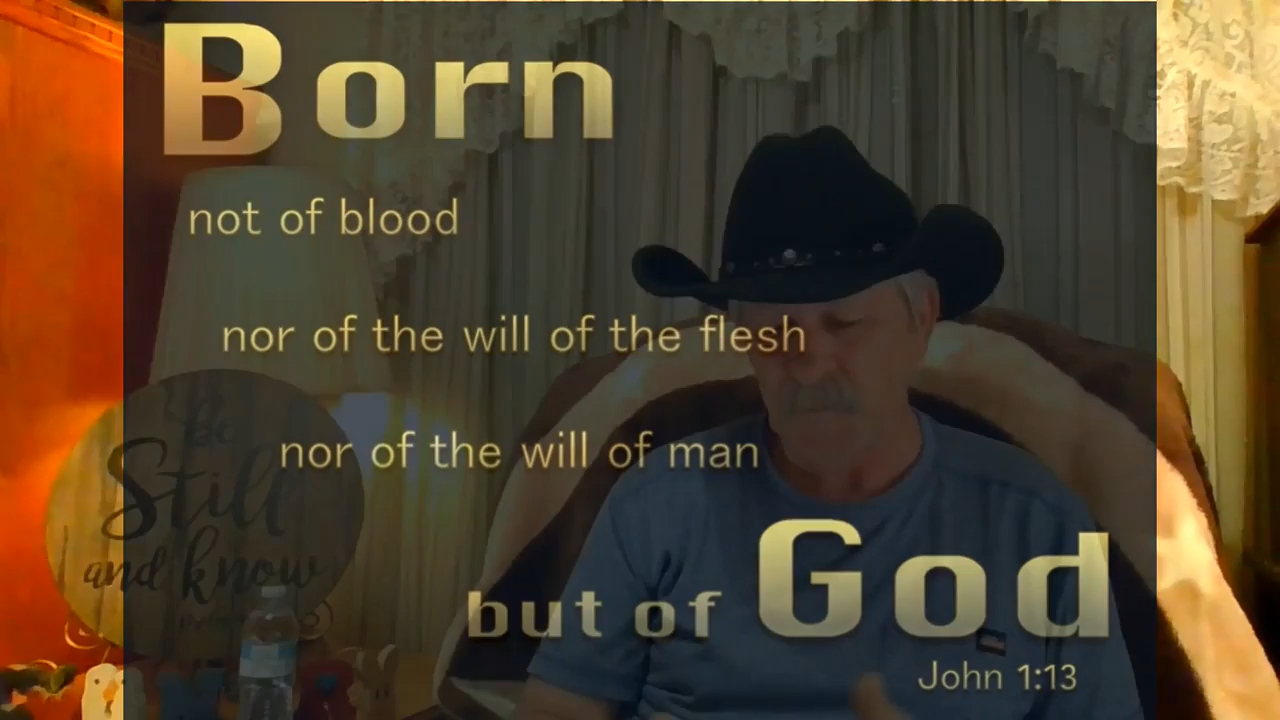 Born
not of blood
nor of the will of the flesh
nor of the will of man
but of God
John 1:13
Be
Still
and know